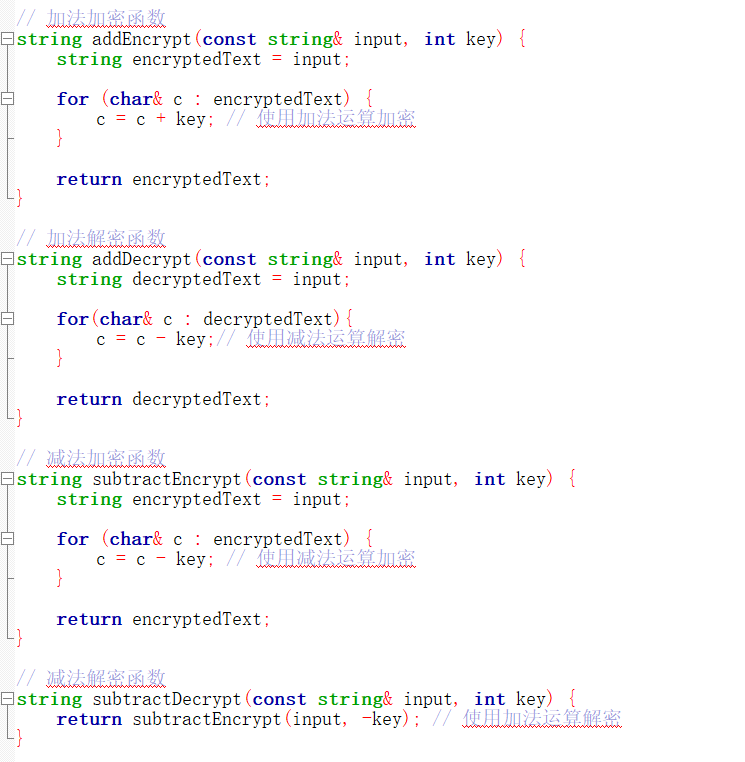 // 加法加密函数
string addEncrypt(const string& input, int key) {
    string encryptedText = input;
    for (char& c : encryptedText) {
        c = c + key; // 使用加法运算加密
    }
    return encryptedText;
}
// 加法解密函数
string addDecrypt(const string& input, int key) {
    string decryptedText = input;
    for(char& c : decryptedText){
        c = c - key;// 使用减法运算解密
    }
    return decryptedText;
}
// 减法加密函数
string subtractEncrypt(const string& input, int key) {
    string encryptedText = input;
    for (char& c : encryptedText) {
        c = c - key; // 使用减法运算加密
    }
    return encryptedText;
}
// 减法解密函数
string subtractDecrypt(const string& input, int key) {
    return subtractEncrypt(input, -key); // 使用加法运算解密
}